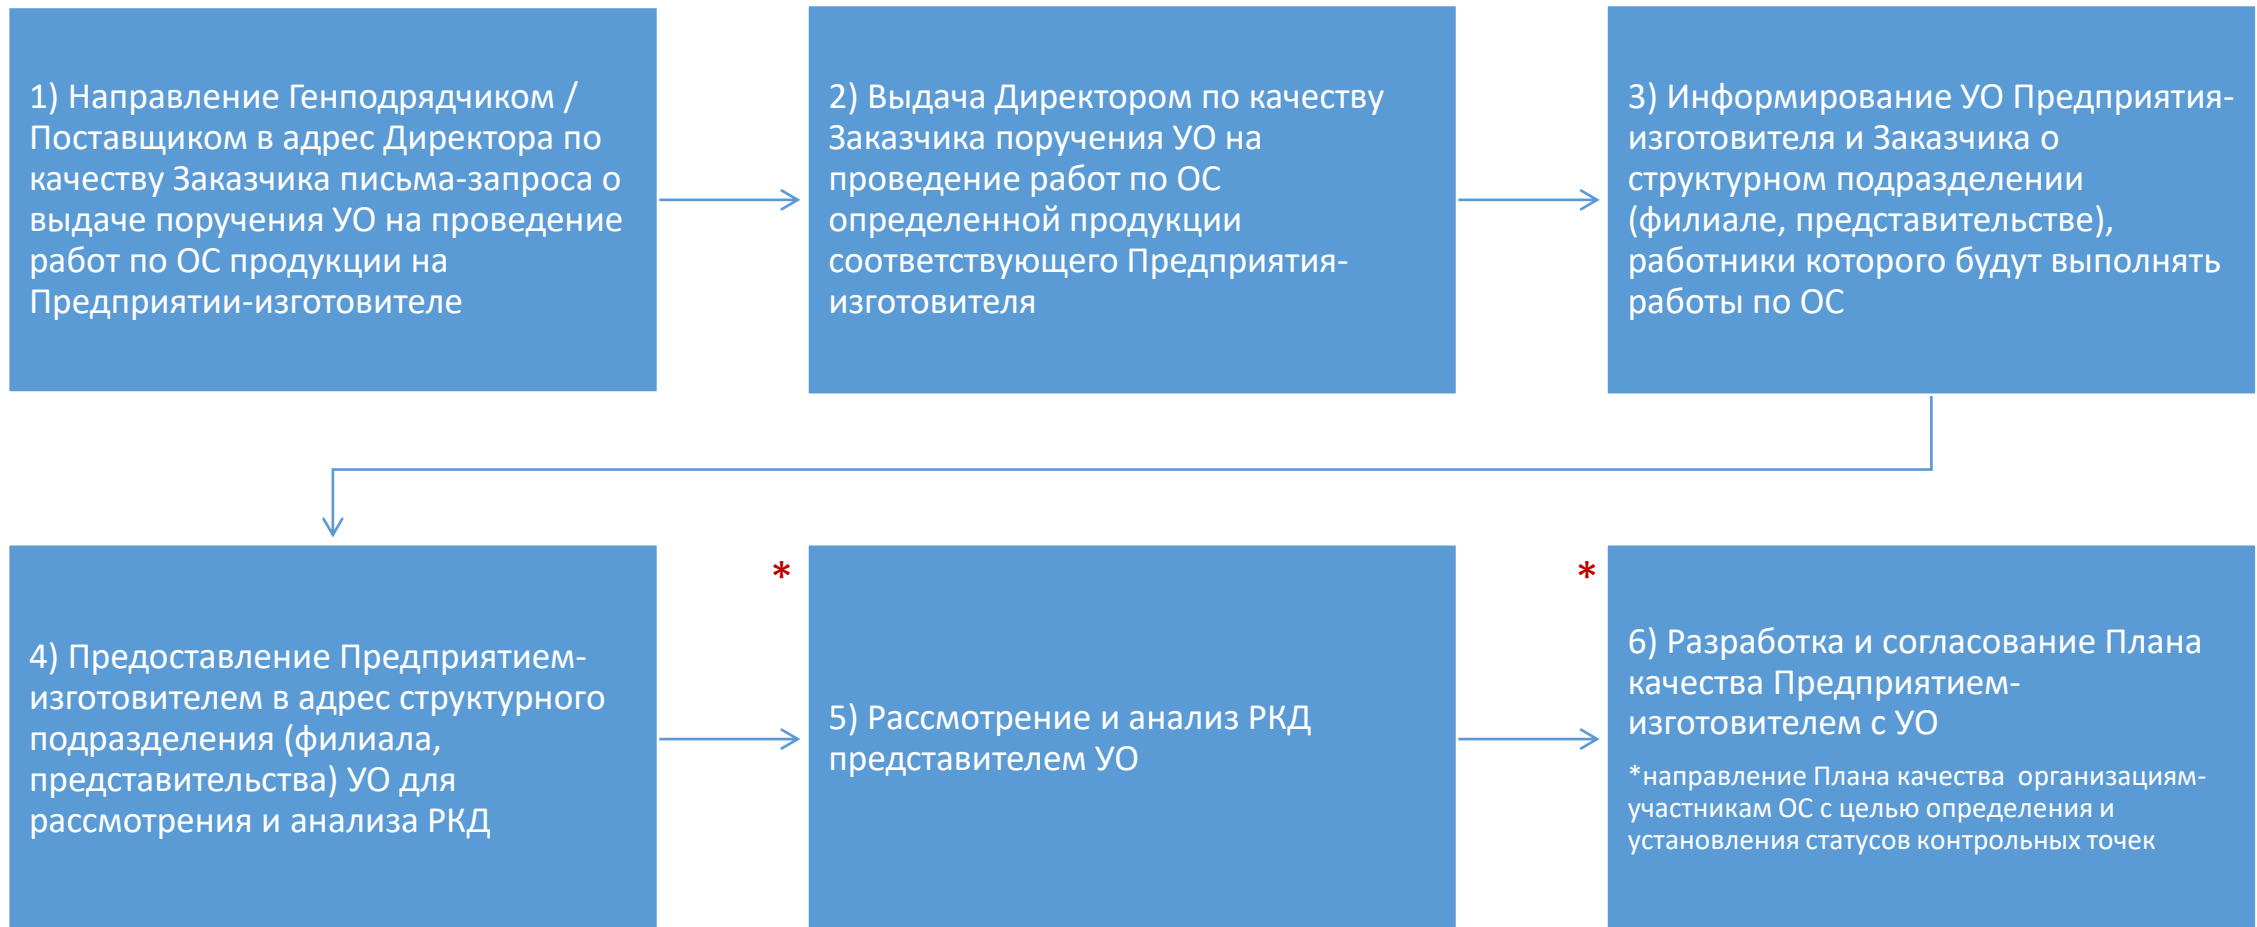 1) Направление Генподрядчиком /
Поставщиком в адрес Директора по
качеству Заказчика письма-запроса о
выдаче поручения УО на проведение
работ по ОС продукции на
Предприятии-изготовителе
2) Выдача Директором по качеству
Заказчика поручения УО на
проведение работ по ОС
определенной продукции
соответствующего Предприятия-
изготовителя
3) Информирование УО Предприятия-
изготовителя и Заказчика о
структурном подразделении
(филиале, представительстве),
работники которого будут выполнять
работы по ОС
4) Предоставление Предприятием-
изготовителем в адрес структурного
подразделения (филиала,
представительства) УО для
рассмотрения и анализа РКД
*
5) Рассмотрение и анализ РКД
представителем УО
*
6) Разработка и согласование Плана
качества Предприятием-
изготовителем с УО
*направление Плана качества  организациям-
участникам ОС с целью определения и
установления статусов контрольных точек